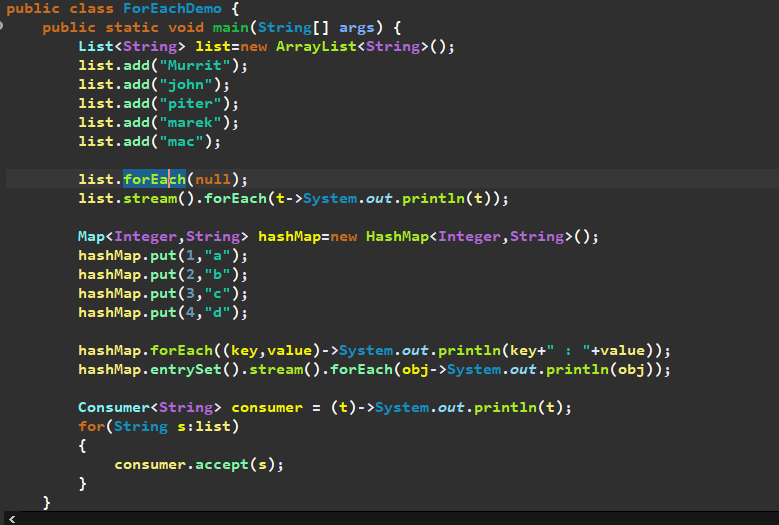 public class ForEachDemo {
public static void main(String[] args) {
List<String> list=new ArrayList<String>();
list.add("Murrit");
list.add("john");
list.add("piter");
list.add("marek");
list.add("mac");
list.forEach(null);
list.stream().forEach(t->System.out.println(t));
Map<Integer,String> hashMap=new HashMap<Integer,String>();
hashMap.put(1,"a");
hashMap.put(2,"b");
hashMap.put(3,"c");
hashMap.put(4,"d");
hashMap.forEach((key,value)->System.out.println(key+" : "+value));
hashMap.entrySet().stream().forEach(obj->System.out.println(obj));
Consumer<String> consumer = (t)->System.out.println(t);
for(String s:list)
{
consumer.accept(s);
}
}